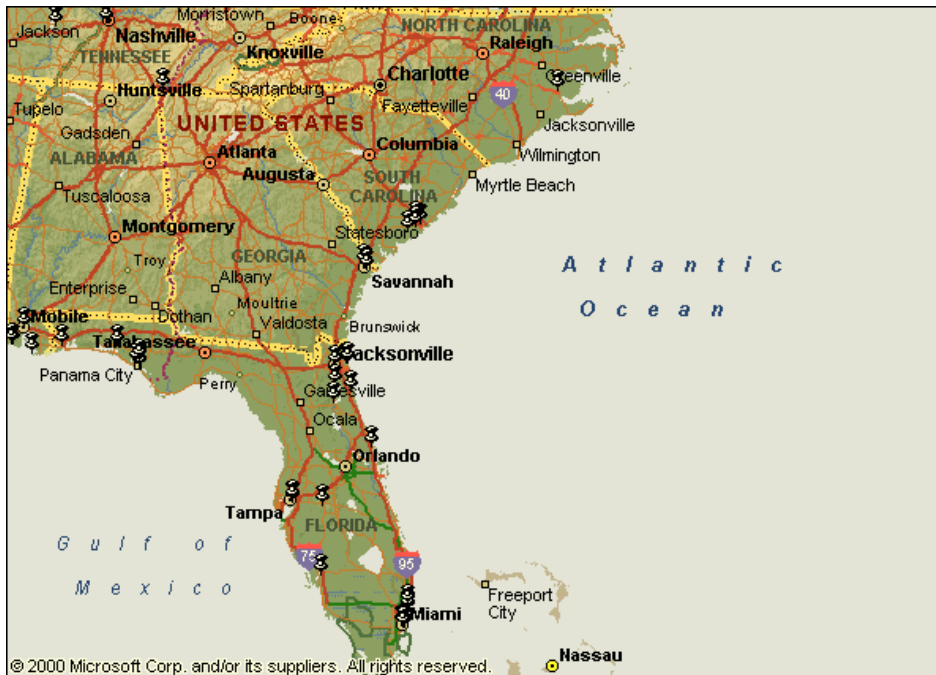 Morristown
Boone
NORTH CAROLINA
Jackson
Nashville
Knoxville
Raleigh
TENNESSEE
Charlotte
Greenville
Huntsville
Spartanburg
Fayetteville
40
Tupelo
UNITED STATES
Jacksonville
Gadsden
Columbia
ALABAMA
Atlanta
Wilmington
Augusta
SOUTH
CAROLINA
Myrtle Beach
Tuscaloosa
Montgomery
Statesboro
GEORGIA
Troy
Atlantic
Ocean
Albany
Savannah
Enterprise
Moultrie
Dothan
Mobile
Valdosta
Brunswick
Tallahassee
Jacksonville
Panama City
Perry
Gainesville
Ocala
Orlando
Tampa
FLORIDA
Gulf of
Mexico
75
95
Freeport
City
Miami
Nassau
© 2000 Microsoft Corp. and/or its suppliers. All rights reserved.